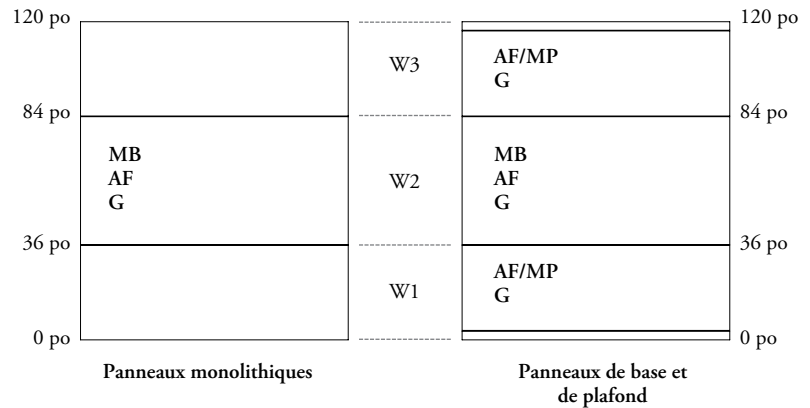 120 po
84 po
36 po
0 po
MB
AF
G
Panneaux monolithiques
W3
W2
W1
AF/MP
G
MB
AF
G
AF/MP
G
120 po
84 po
36 po
0 po
Panneaux de base et
de plafond